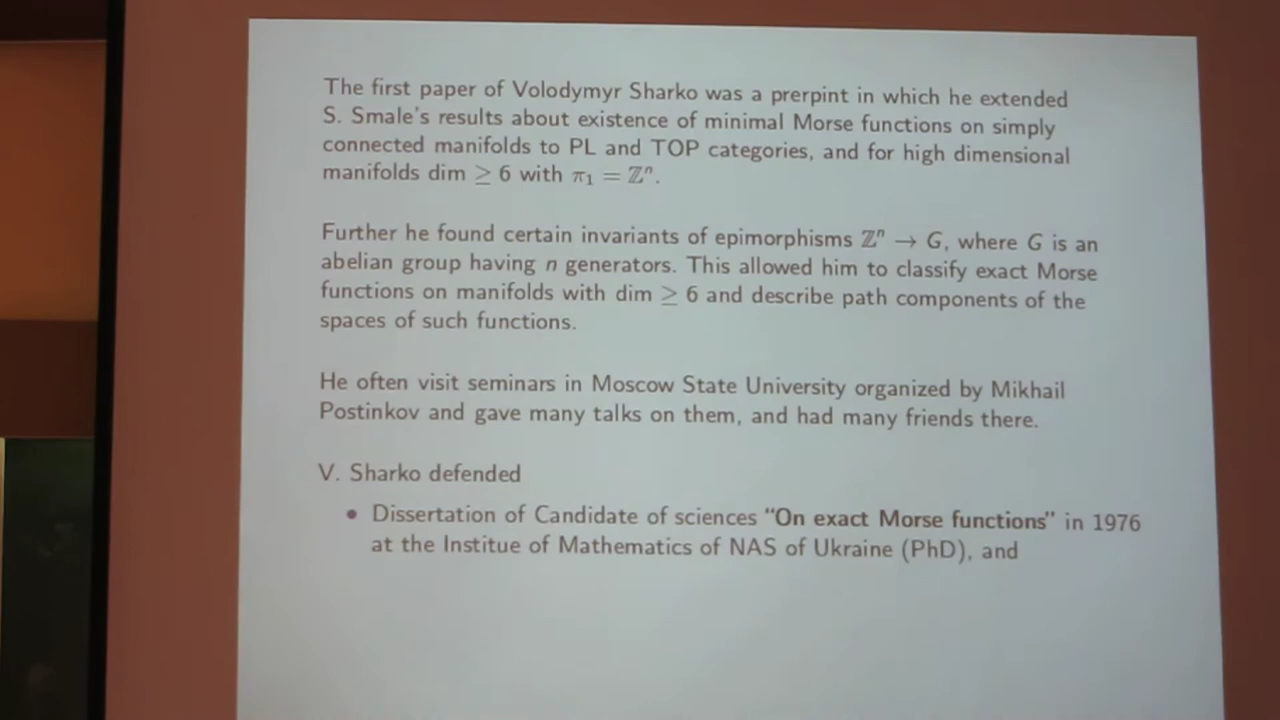 The first paper of Volodymyr Sharko was a prerpint in which he extended
S. Smale's results about existence of minimal Morse functions on simply
connected manifolds to PL and TOP categories, and for high dimensional
manifolds dim ≥ 6 with π₁ = ℤⁿ.
Further he found certain invariants of epimorphisms ℤⁿ → G, where G is an
abelian group having n generators. This allowed him to classify exact Morse
functions on manifolds with dim ≥ 6 and describe path components of the
spaces of such functions.
He often visit seminars in Moscow State University organized by Mikhail
Postinkov and gave many talks on them, and had many friends there.
V. Sharko defended
• Dissertation of Candidate of sciences “On exact Morse functions” in 1976
at the Institue of Mathematics of NAS of Ukraine (PhD), and